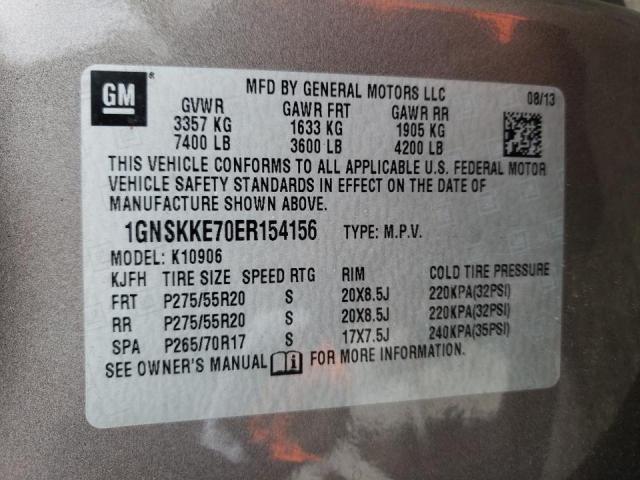 GM
MFD BY GENERAL MOTORS LLC 08/13
GVWR GAWR FRT GAWR RR
3357 KG 1633 KG 1905 KG
7400 LB 3600 LB 4200 LB
THIS VEHICLE CONFORMS TO ALL APPLICABLE U.S. FEDERAL MOTOR
VEHICLE SAFETY STANDARDS IN EFFECT ON THE DATE OF
MANUFACTURE SHOWN ABOVE.
1GNSKKE70ER154156 TYPE: M.P.V.
MODEL: K10906
KJFH TIRE SIZE SPEED RTG RIM COLD TIRE PRESSURE
FRT P275/55R20 S 20X8.5J 220KPA(32PSI)
RR P275/55R20 S 20X8.5J 220KPA(32PSI)
SPA P265/70R17 S 17X7.5J 240KPA(35PSI)
SEE OWNER'S MANUAL FOR MORE INFORMATION.